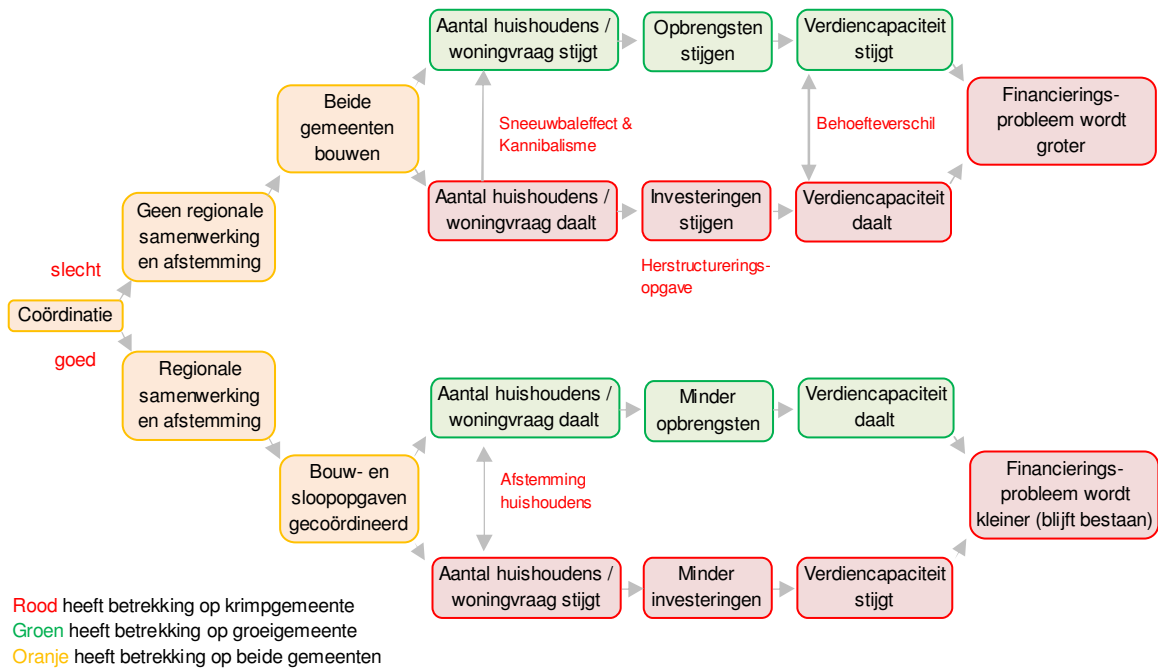 Aantal huishoudens /
woningvraag stijgt
Opbrengsten
stijgen
Verdiencapaciteit
stijgt
Beide
gemeenten
bouwen
Sneeuwbaleffect &
Kannibalisme
Behoefteverschil
Financierings-
probleem wordt
groter
Aantal huishoudens /
woningvraag daalt
Investeringen
stijgen
Verdiencapaciteit
daalt
Herstructurerings-
opgave
Geen regionale
samenwerking
en afstemming
slecht
Coördinatie
goed
Regionale
samenwerking
en afstemming
Aantal huishoudens /
woningvraag daalt
Minder
opbrengsten
Verdiencapaciteit
daalt
Bouw- en
sloopopgaven
gecoördineerd
Afstemming
huishoudens
Financierings-
probleem wordt
kleiner (blijft bestaan)
Aantal huishoudens /
woningvraag stijgt
Minder
investeringen
Verdiencapaciteit
stijgt
Rood heeft betrekking op krimpgemeente
Groen heeft betrekking op groeigemeente
Oranje heeft betrekking op beide gemeenten